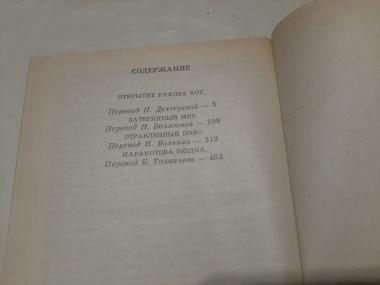 СОДЕРЖАНИЕ
ОТКРЫТИЕ РАФЛЗА ХОУ.
Перевод Н. Дехтеревой — 5
ЗАТЕРЯННЫЙ МИР.
Перевод Н. Волжиной — 109
ОТРАВЛЕННЫЙ ПОЯС.
Перевод Н. Вольпин — 319
МАРАКОТОВА БЕЗДНА.
Перевод Е. Толкачева — 403